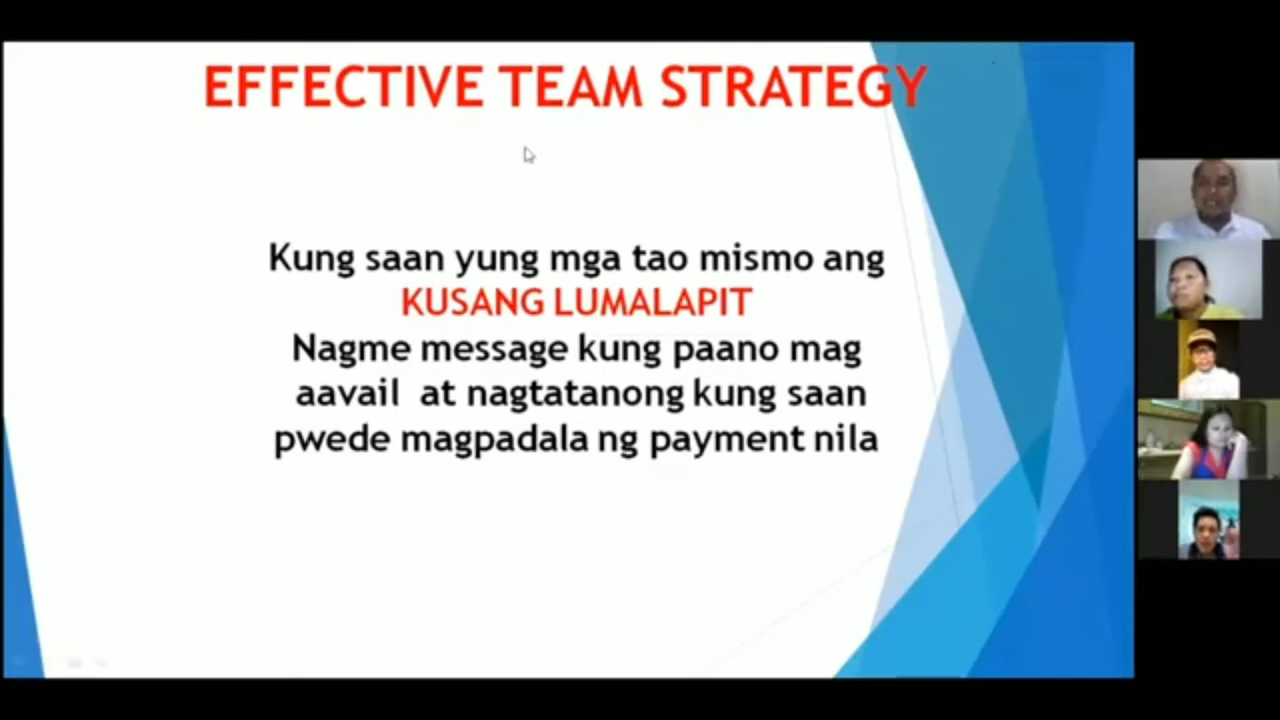 EFFECTIVE TEAM STRATEGY
Kung saan yung mga tao mismo ang
KUSANG LUMALAPIT
Nagme message kung paano mag
aavail at nagtatanong kung saan
pwede magpadala ng payment nila